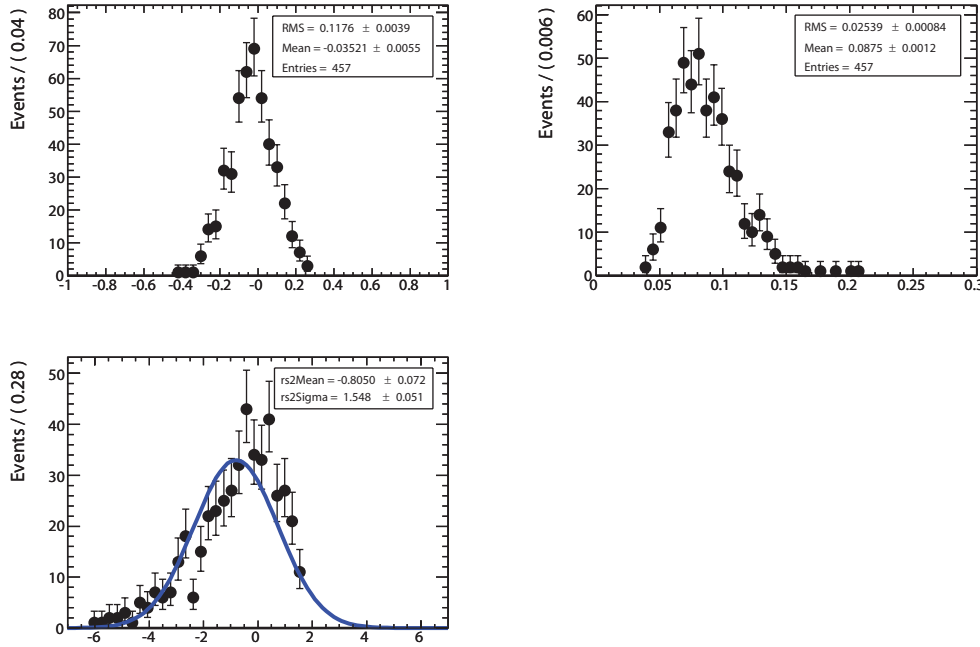 Events / ( 0.04 )
80
70
60
50
40
30
20
10
0
RMS = 0.1176 ± 0.0039
Mean = -0.03521 ± 0.0055
Entries = 457
-1 -0.8 -0.6 -0.4 -0.2 -0 0.2 0.4 0.6 0.8 1
Events / ( 0.006 )
60
50
40
30
20
10
0
RMS = 0.02539 ± 0.00084
Mean = 0.0875 ± 0.0012
Entries = 457
0 0.05 0.1 0.15 0.2 0.25 0.3
Events / ( 0.28 )
50
40
30
20
10
0
rs2Mean = -0.8050 ± 0.072
rs2Sigma = 1.548 ± 0.051
-6 -4 -2 0 2 4 6